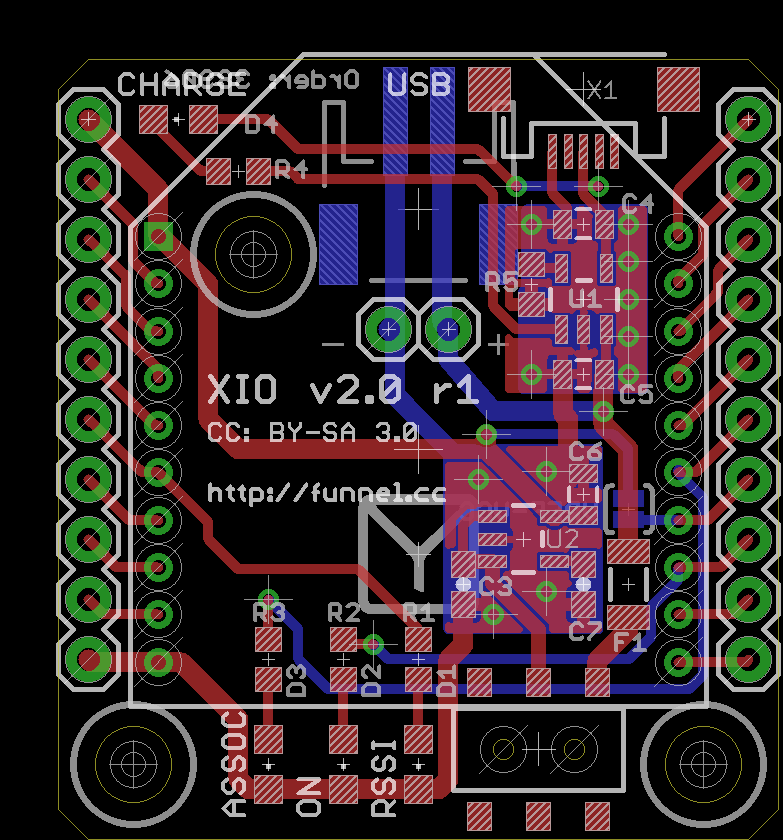 CHARGE
Order: 3SAAA
USB
X1
D4
R4
C4
R5
U1
−
+
C5
XIO v2.0 r1
CC: BY-SA 3.0
C6
http://funnel.cc
U2
C3
R3
R2
R1
C7
F1
D3
D2
D1
ASSOC
ON
RSSI